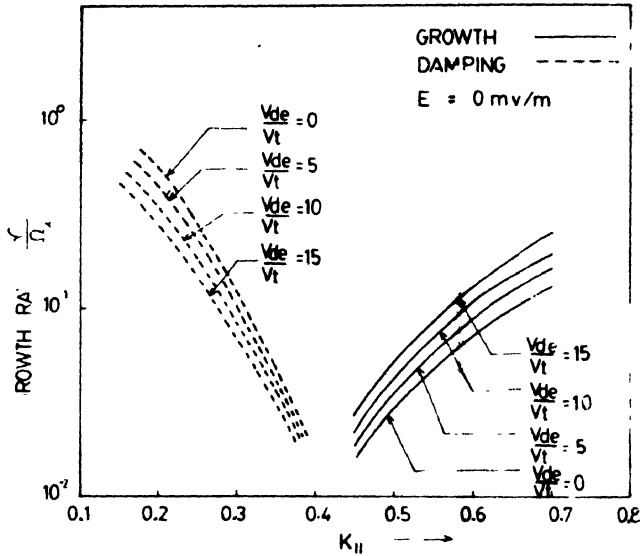 GROWTH
DAMPING
E = 0 mv/m
10⁰
Vde/Vt = 0
Vde/Vt = 5
Vde/Vt = 10
Vde/Vt = 15
ROWTH RA
10¹
Vde/Vt = 15
Vde/Vt = 10
Vde/Vt = 5
Vde/Vt = 0
10⁻²
0.1 0.2 0.3 0.4 0.5 0.6 0.7 0.8
K||